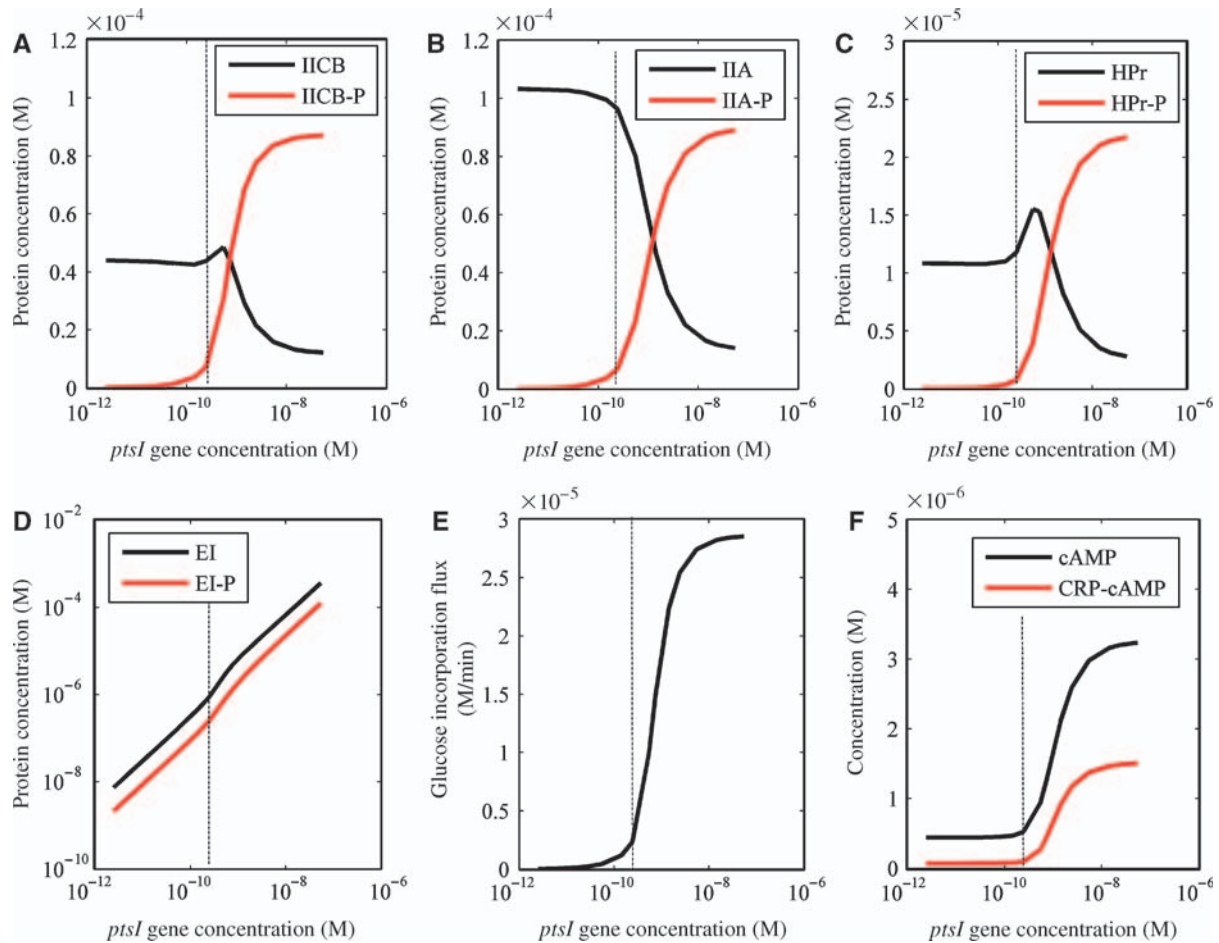 A
×10⁻⁴
1.2
1
0.8
0.6
0.4
0.2
0
Protein concentration (M)
IICB
IICB-P
10⁻¹² 10⁻¹⁰ 10⁻⁸ 10⁻⁶
ptsI gene concentration (M)
B
×10⁻⁴
1.2
1
0.8
0.6
0.4
0.2
0
Protein concentration (M)
IIA
IIA-P
10⁻¹² 10⁻¹⁰ 10⁻⁸ 10⁻⁶
ptsI gene concentration (M)
C
×10⁻⁵
3
2.5
2
1.5
1
0.5
0
Protein concentration (M)
HPr
HPr-P
10⁻¹² 10⁻¹⁰ 10⁻⁸ 10⁻⁶
ptsI gene concentration (M)
D
10⁻²
10⁻⁴
10⁻⁶
10⁻⁸
10⁻¹⁰
Protein concentration (M)
EI
EI-P
10⁻¹² 10⁻¹⁰ 10⁻⁸ 10⁻⁶
ptsI gene concentration (M)
E
×10⁻⁵
3
2.5
2
1.5
1
0.5
0
Glucose incorporation flux
(M/min)
10⁻¹² 10⁻¹⁰ 10⁻⁸ 10⁻⁶
ptsI gene concentration (M)
F
×10⁻⁶
5
4
3
2
1
0
Concentration (M)
cAMP
CRP-cAMP
10⁻¹² 10⁻¹⁰ 10⁻⁸ 10⁻⁶
ptsI gene concentration (M)